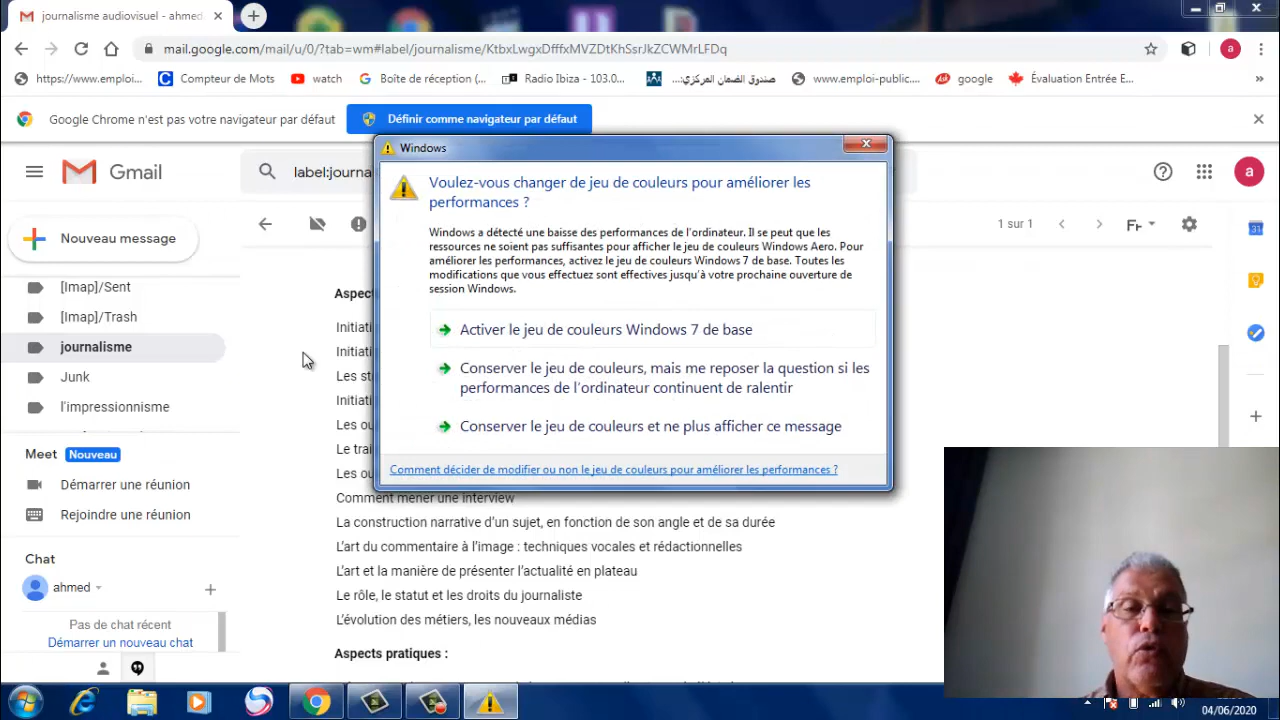 journalisme audiovisuel - ahmed
mail.google.com/mail/u/0/?tab=wm#label/journalisme/KtbxLwgxDfffxMVZDtKhSsrJkZCWMrLFDq
a
https://www.emploi...
Compteur de Mots
watch
Boîte de réception (...
Radio Ibiza - 103.0...
صندوق الضمان المركزي:...
www.emploi-public....
google
Évaluation Entrée E...
»
Google Chrome n'est pas votre navigateur par défaut
Définir comme navigateur par défaut
Windows
Gmail
label:journa
a
Voulez-vous changer de jeu de couleurs pour améliorer les
performances ?
Nouveau message
1 sur 1
Windows a détecté une baisse des performances de l'ordinateur. Il se peut que les
ressources ne soient pas suffisantes pour afficher le jeu de couleurs Windows Aero. Pour
améliorer les performances, activez le jeu de couleurs Windows 7 de base. Toutes les
modifications que vous effectuez sont effectives jusqu'à votre prochaine ouverture de
session Windows.
31
[Imap]/Sent
[Imap]/Trash
journalisme
Junk
l'impressionnisme
Aspect
Initiati
Initiati
Les st
Initiati
Les ou
Le trai
Les ou
Activer le jeu de couleurs Windows 7 de base
Conserver le jeu de couleurs, mais me reposer la question si les
performances de l'ordinateur continuent de ralentir
Conserver le jeu de couleurs et ne plus afficher ce message
Comment décider de modifier ou non le jeu de couleurs pour améliorer les performances ?
Meet Nouveau
Démarrer une réunion
Rejoindre une réunion
Comment mener une interview
La construction narrative d'un sujet, en fonction de son angle et de sa durée
L'art du commentaire à l'image : techniques vocales et rédactionnelles
L'art et la manière de présenter l'actualité en plateau
Le rôle, le statut et les droits du journaliste
L'évolution des métiers, les nouveaux médias
Aspects pratiques :
Chat
ahmed
Pas de chat récent
Démarrer un nouveau chat
04/06/2020